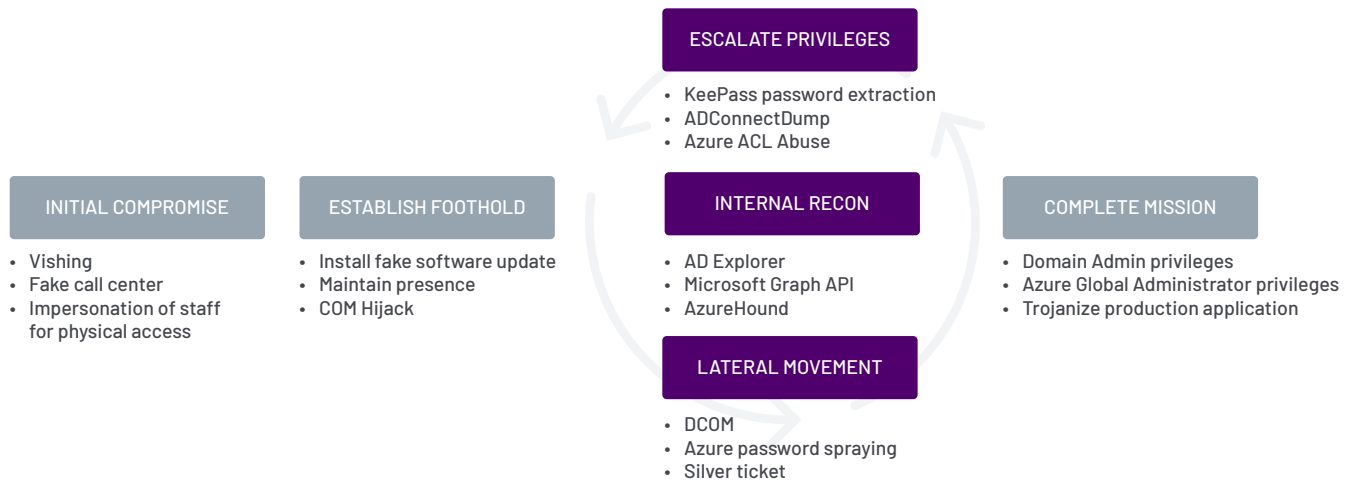 ESCALATE PRIVILEGES
• KeePass password extraction
• ADConnectDump
• Azure ACL Abuse
INITIAL COMPROMISE
• Vishing
• Fake call center
• Impersonation of staff
for physical access
ESTABLISH FOOTHOLD
• Install fake software update
• Maintain presence
• COM Hijack
INTERNAL RECON
• AD Explorer
• Microsoft Graph API
• AzureHound
LATERAL MOVEMENT
• DCOM
• Azure password spraying
• Silver ticket
COMPLETE MISSION
• Domain Admin privileges
• Azure Global Administrator privileges
• Trojanize production application